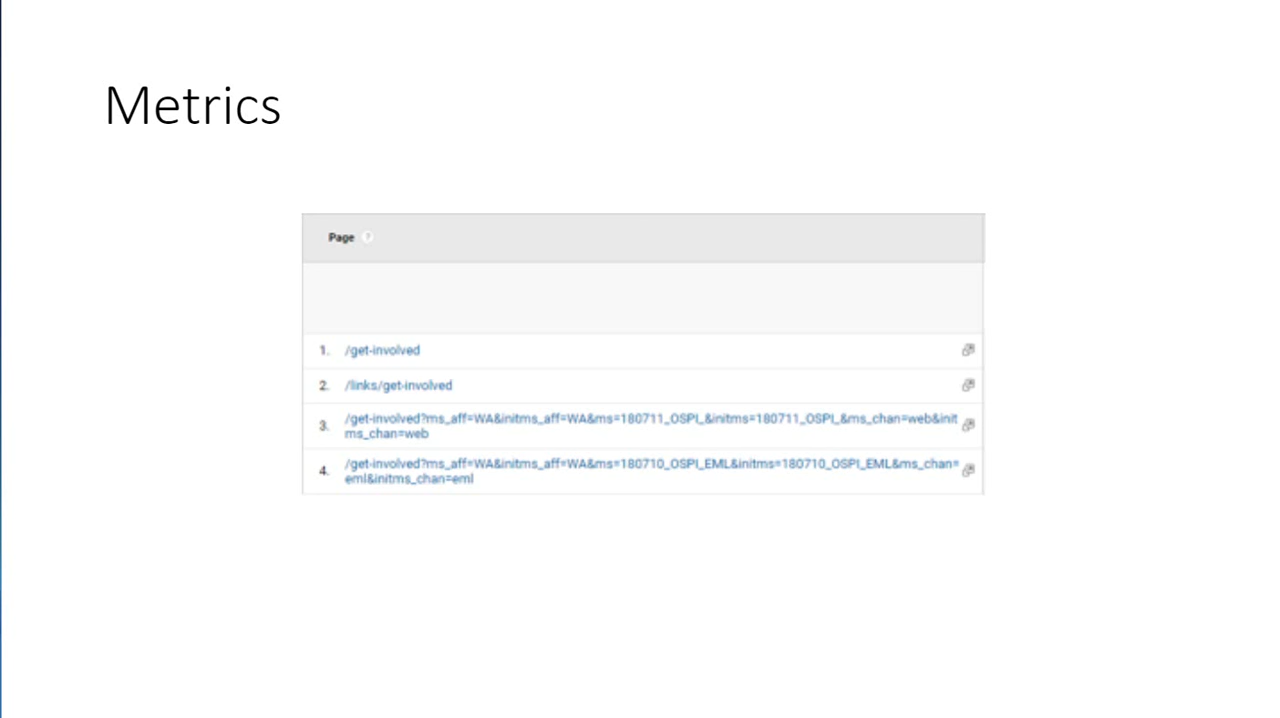 Metrics
Page ?
1. /get-involved
2. /links/get-involved
3. /get-involved?ms_aff=WA&initms_aff=WA&ms=180711_OSPI_&initms=180711_OSPI_&ms_chan=web&init
ms_chan=web
4. /get-involved?ms_aff=WA&initms_aff=WA&ms=180710_OSPI_EML&initms=180710_OSPI_EML&ms_chan=
eml&initms_chan=eml